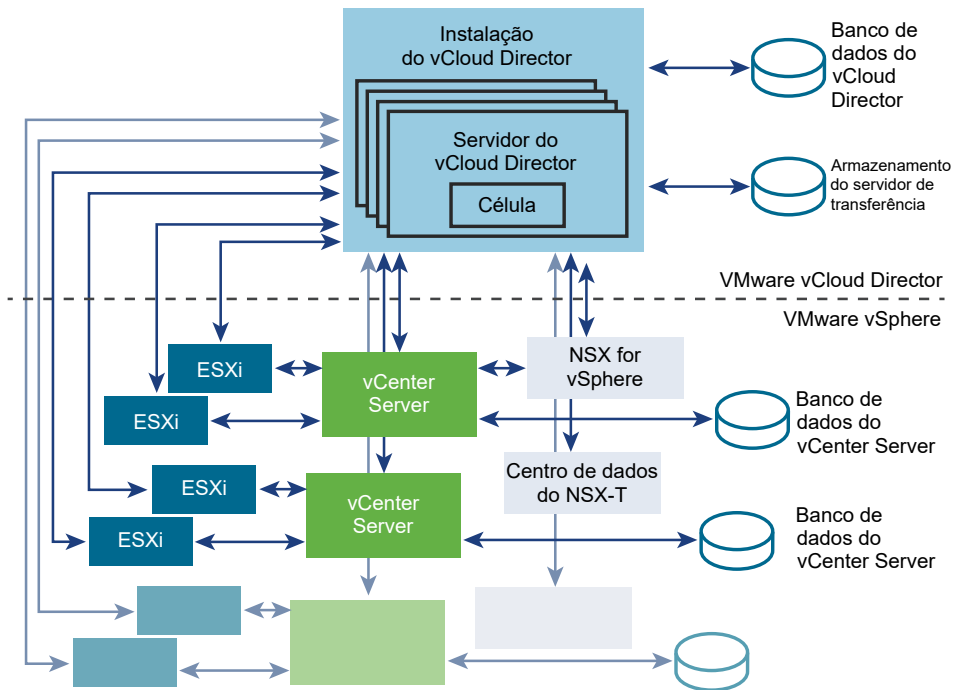 Instalação
do vCloud Director
Servidor do
vCloud Director
Célula
Banco de
dados do
vCloud
Director
Armazenamento
do servidor de
transferência
VMware vCloud Director
VMware vSphere
ESXi
vCenter
Server
NSX for
vSphere
ESXi
Banco de
dados do
vCenter Server
ESXi
vCenter
Server
Centro de dados
do NSX-T
ESXi
Banco de
dados do
vCenter Server